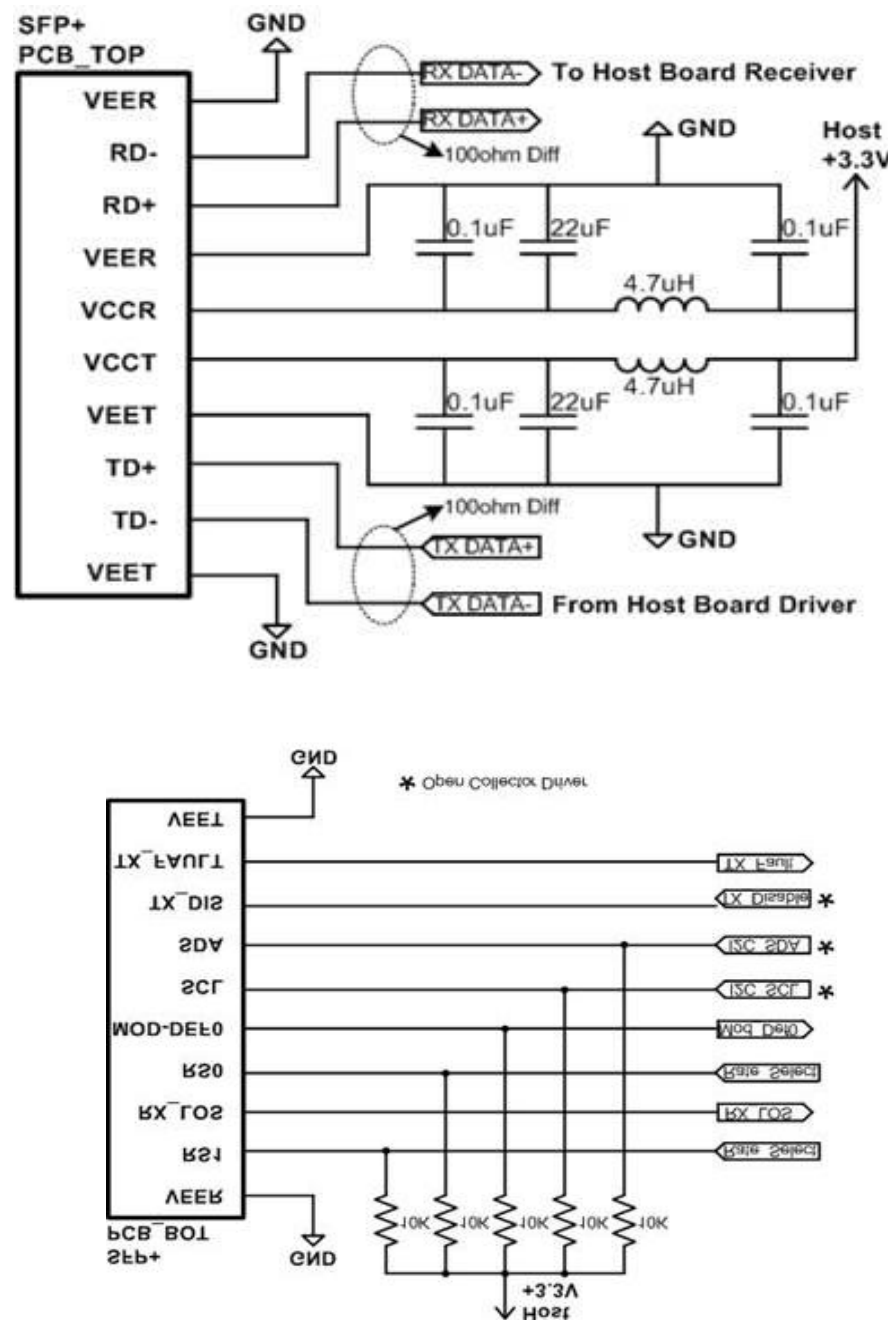 SFP+
PCB_TOP
GND
VEER
RD-
RD+
VEER
VCCR
VCCT
VEET
TD+
TD-
VEET
GND
RX DATA-
To Host Board Receiver
RX DATA+
100ohm Diff
GND
Host
+3.3V
0.1uF
22uF
0.1uF
4.7uH
4.7uH
0.1uF
22uF
0.1uF
100ohm Diff
GND
TX DATA+
TX DATA-
From Host Board Driver
GND
* Open Collector Driver
VEET
TX_FAULT
TX_Fault
TX_DIS
TX_Disable *
SDA
I2C_SDA *
SCL
I2C_SCL *
MOD-DEF0
Mod_Def0
RS0
Rate_Select
RX_LOS
RX_LOS
RS1
Rate_Select
VEER
10K
10K
10K
10K
10K
PCB_BOT
SFP+
GND
+3.3V
Host